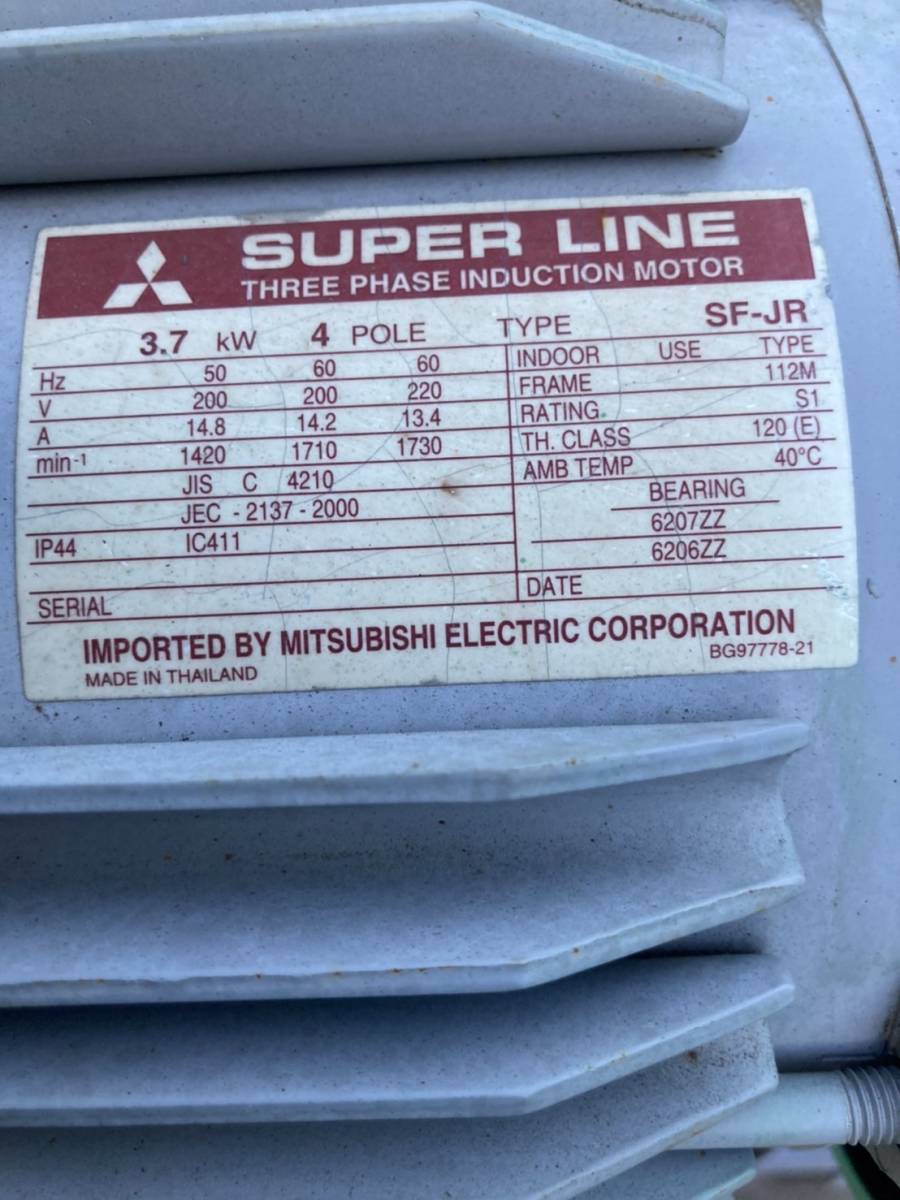 SUPER LINE
THREE PHASE INDUCTION MOTOR
3.7 kW 4 POLE TYPE SF-JR
Hz 50 60 60
V 200 200 220
A 14.8 14.2 13.4
min-1 1420 1710 1730
JIS C 4210
JEC - 2137 - 2000
IP44 IC411
SERIAL
INDOOR USE TYPE
FRAME 112M
RATING S1
TH. CLASS 120 (E)
AMB TEMP 40°C
BEARING
6207ZZ
6206ZZ
DATE
IMPORTED BY MITSUBISHI ELECTRIC CORPORATION
MADE IN THAILAND BG97778-21